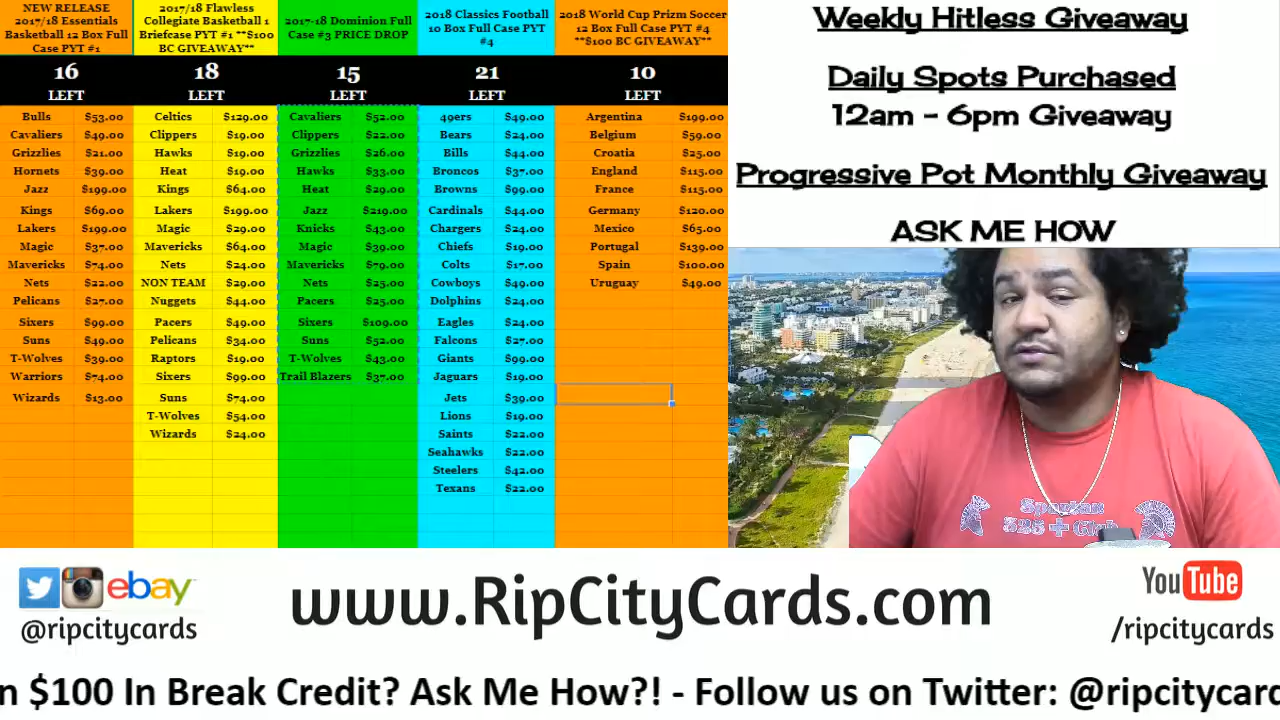 NEW RELEASE
2017/18 Essentials
Basketball 12 Box Full
Case PYT #1
16
LEFT
Bulls $53.00
Cavaliers $49.00
Grizzlies $21.00
Hornets $39.00
Jazz $199.00
Kings $69.00
Lakers $199.00
Magic $37.00
Mavericks $74.00
Nets $22.00
Pelicans $27.00
Sixers $99.00
Suns $49.00
T-Wolves $39.00
Warriors $74.00
Wizards $13.00
2017/18 Flawless
Collegiate Basketball 1
Briefcase PYT #1 **$100
BC GIVEAWAY**
18
LEFT
Celtics $129.00
Clippers $19.00
Hawks $19.00
Heat $19.00
Kings $64.00
Lakers $199.00
Magic $29.00
Mavericks $64.00
Nets $24.00
NON TEAM $29.00
Nuggets $44.00
Pacers $49.00
Pelicans $34.00
Raptors $19.00
Sixers $99.00
Suns $74.00
T-Wolves $54.00
Wizards $24.00
2017-18 Dominion Full
Case #3 PRICE DROP
15
LEFT
Cavaliers $52.00
Clippers $22.00
Grizzlies $26.00
Hawks $33.00
Heat $29.00
Jazz $219.00
Knicks $43.00
Magic $39.00
Mavericks $79.00
Nets $25.00
Pacers $25.00
Sixers $109.00
Suns $52.00
T-Wolves $43.00
Trail Blazers $37.00
2018 Classics Football
10 Box Full Case PYT
#4
21
LEFT
49ers $49.00
Bears $24.00
Bills $44.00
Broncos $37.00
Browns $99.00
Cardinals $44.00
Chargers $24.00
Chiefs $19.00
Colts $17.00
Cowboys $49.00
Dolphins $24.00
Eagles $24.00
Falcons $27.00
Giants $99.00
Jaguars $19.00
Jets $39.00
Lions $19.00
Saints $22.00
Seahawks $22.00
Steelers $42.00
Texans $22.00
2018 World Cup Prizm Soccer
12 Box Full Case PYT #4
**$100 BC GIVEAWAY**
10
LEFT
Argentina $199.00
Belgium $59.00
Croatia $25.00
England $115.00
France $115.00
Germany $120.00
Mexico $65.00
Portugal $139.00
Spain $100.00
Uruguay $49.00
Weekly Hitless Giveaway
Daily Spots Purchased
12am - 6pm Giveaway
Progressive Pot Monthly Giveaway
ASK ME HOW
Spartan
525 + Club
ebay
@ripcitycards
www.RipCityCards.com
YouTube
/ripcitycards
n $100 In Break Credit? Ask Me How?! - Follow us on Twitter: @ripcitycard